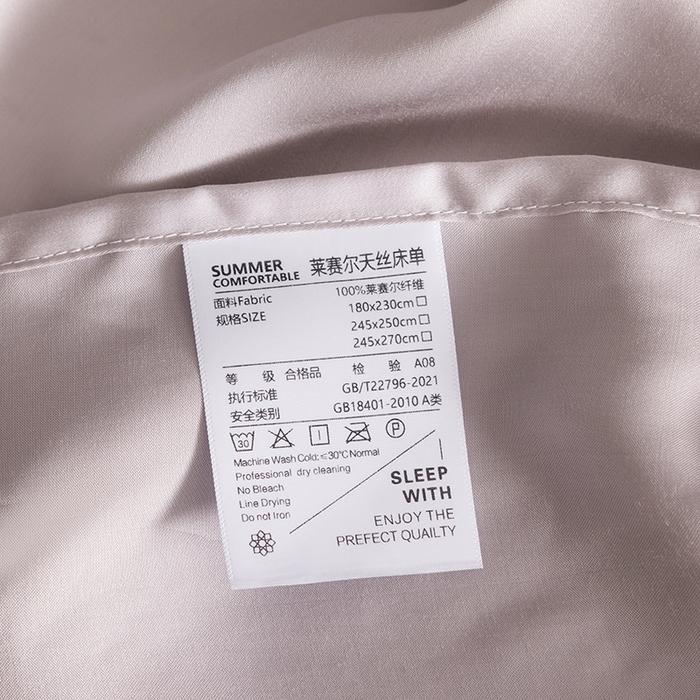 SUMMER COMFORTABLE 莱赛尔天丝床单
面料Fabric 100%莱赛尔纤维
规格SIZE 180x230cm☐
245x250cm☐
245x270cm☐
等 级 合格品 检 验 A08
执行标准 GB/T22796-2021
安全类别 GB18401-2010 A类
30 P
Machine Wash Cold:≤30℃ Normal
Professional dry cleaning
No Bleach
Line Drying
Do not Iron
SLEEP
WITH
ENJOY THE
PREFECT QUAILTY